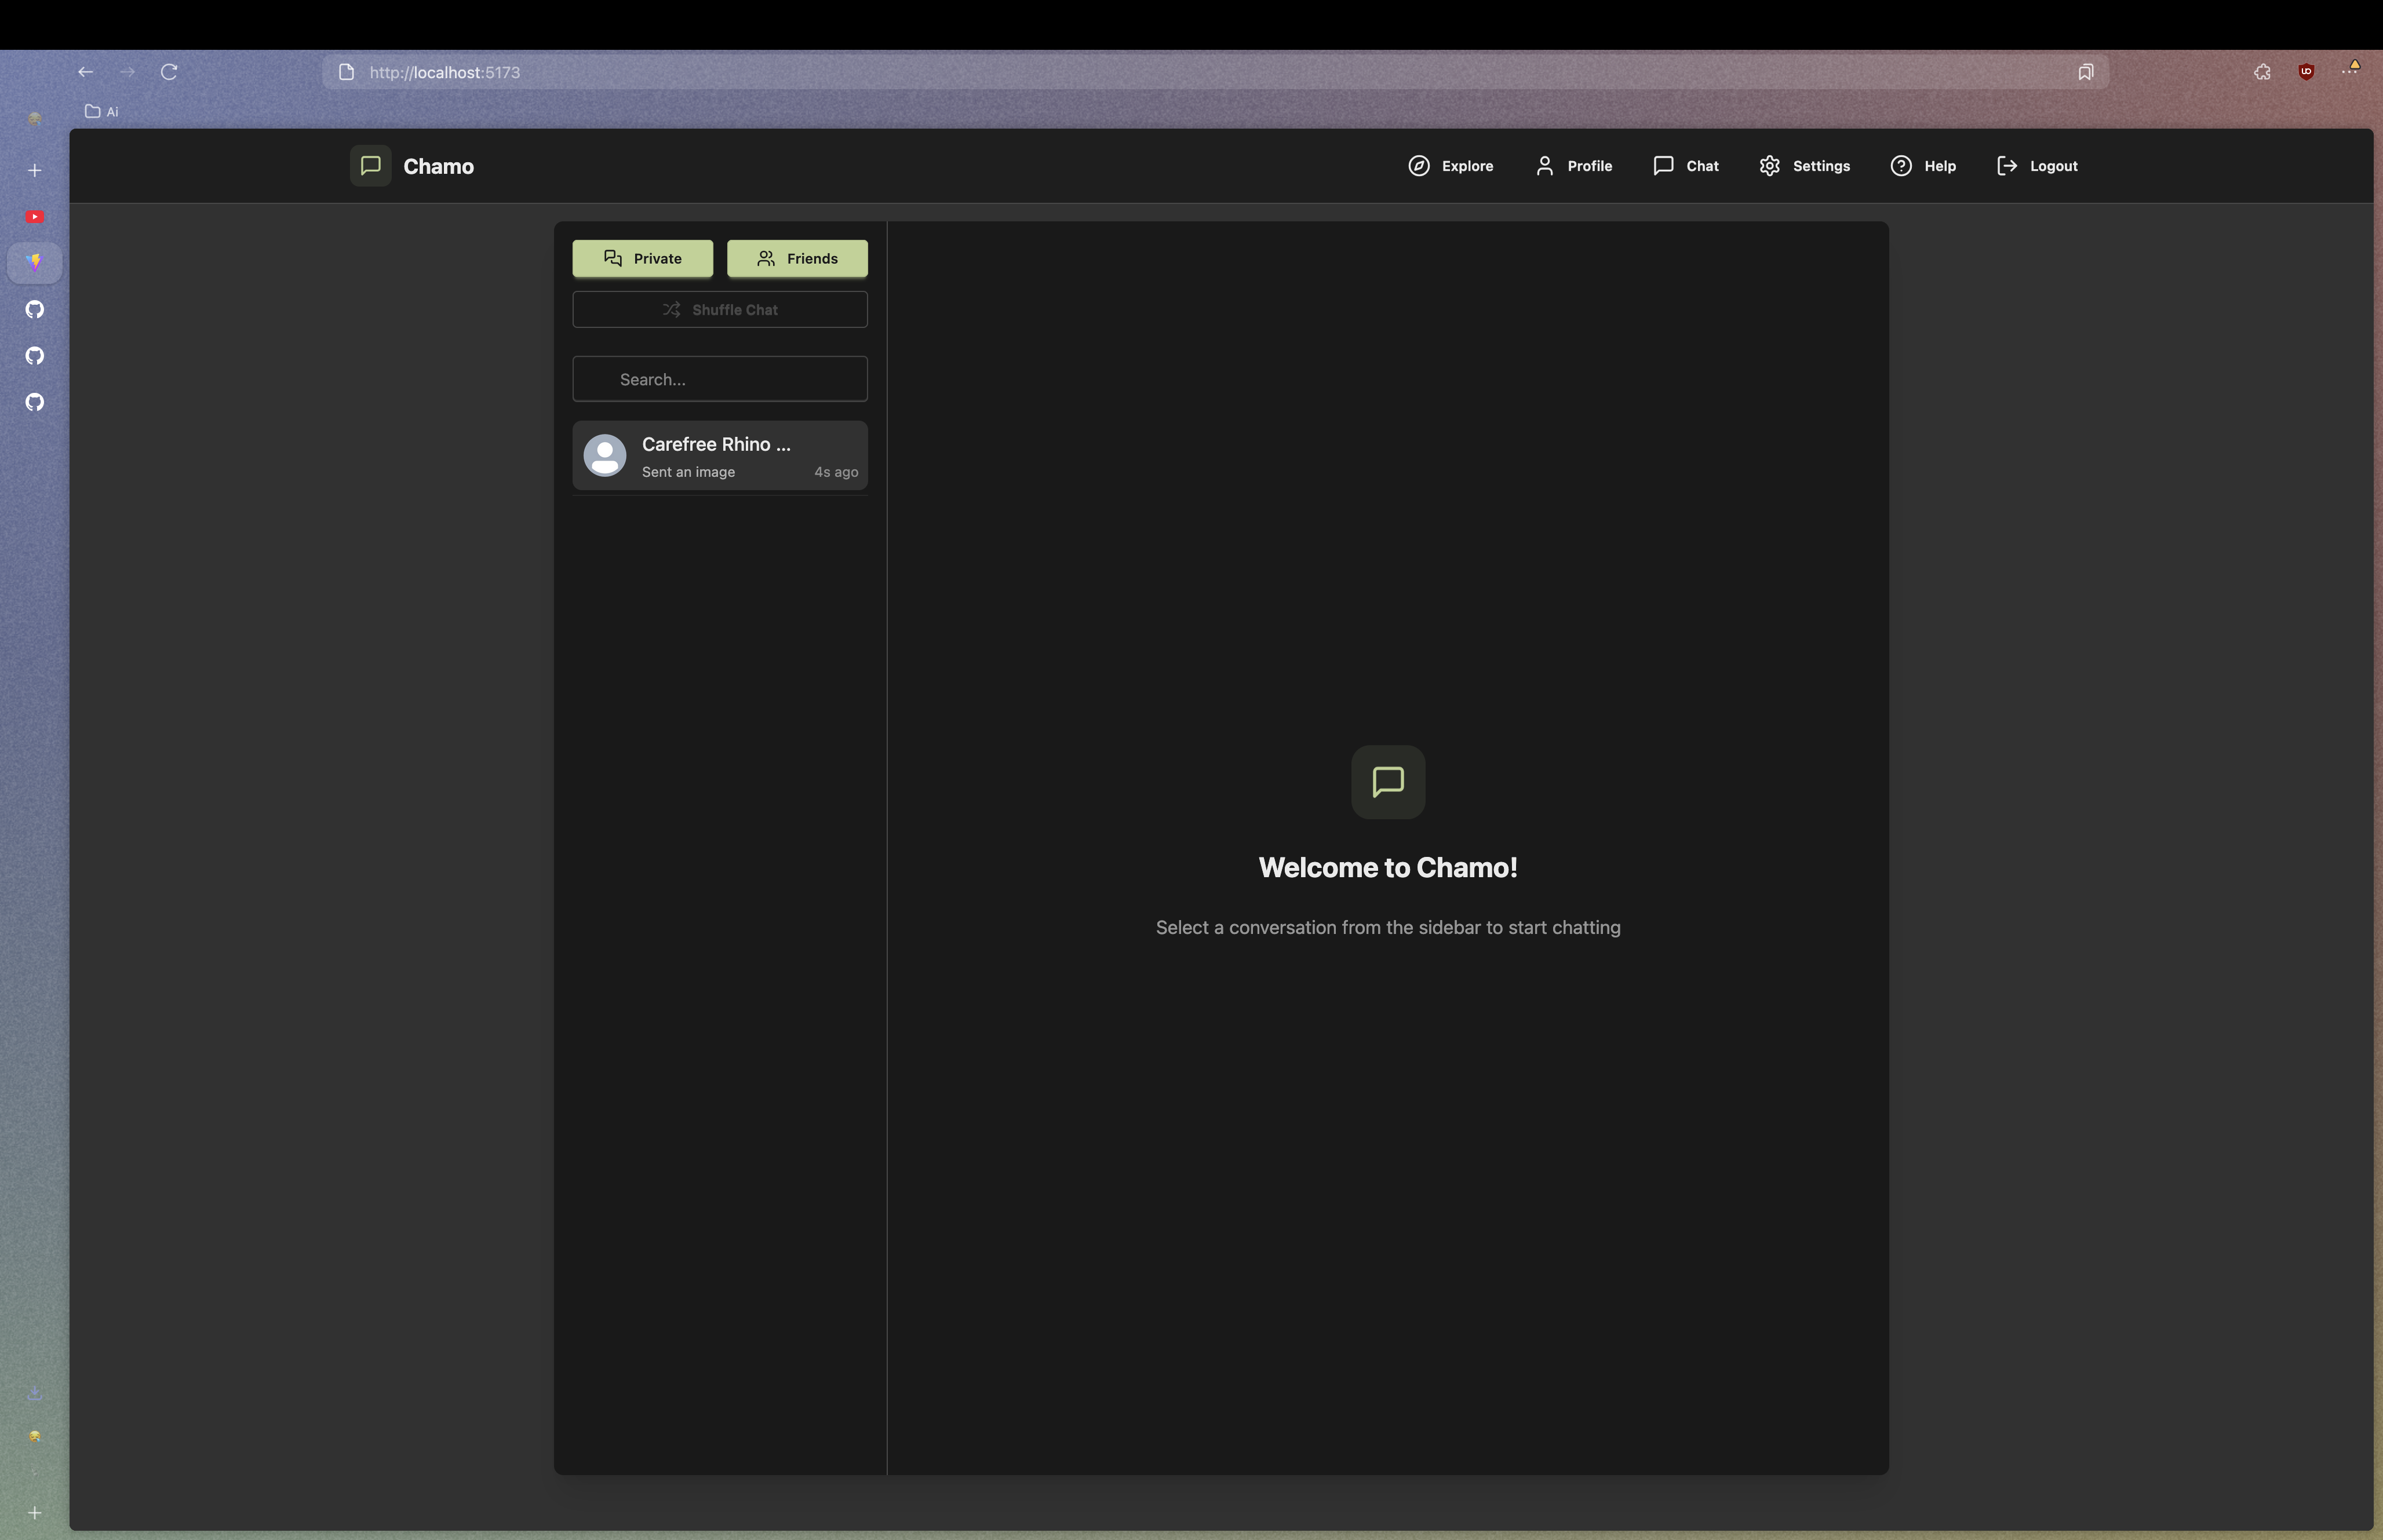 http://localhost:5173
Ai
Chamo
Explore
Profile
Chat
Settings
Help
Logout
Private
Friends
Shuffle Chat
Search...
Carefree Rhino ...
Sent an image
4s ago
Welcome to Chamo!
Select a conversation from the sidebar to start chatting